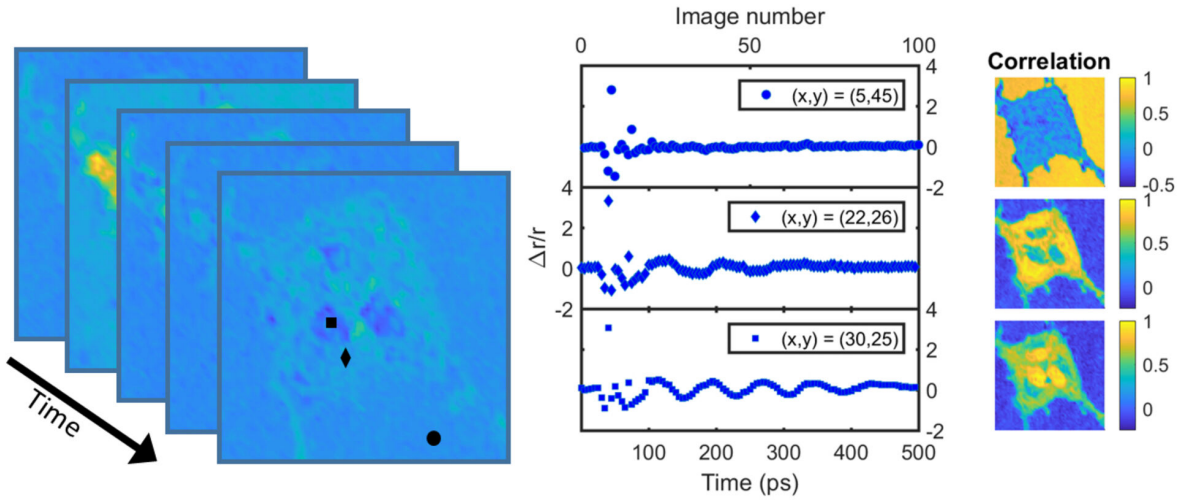 Time
Image number
0 50 100
4
2
0
-2
(x,y) = (5,45)
4
2
0
-2
(x,y) = (22,26)
Δr/r
4
2
0
-2
(x,y) = (30,25)
100 200 300 400 500
Time (ps)
Correlation
1
0.5
0
-0.5
1
0.5
0
1
0.5
0